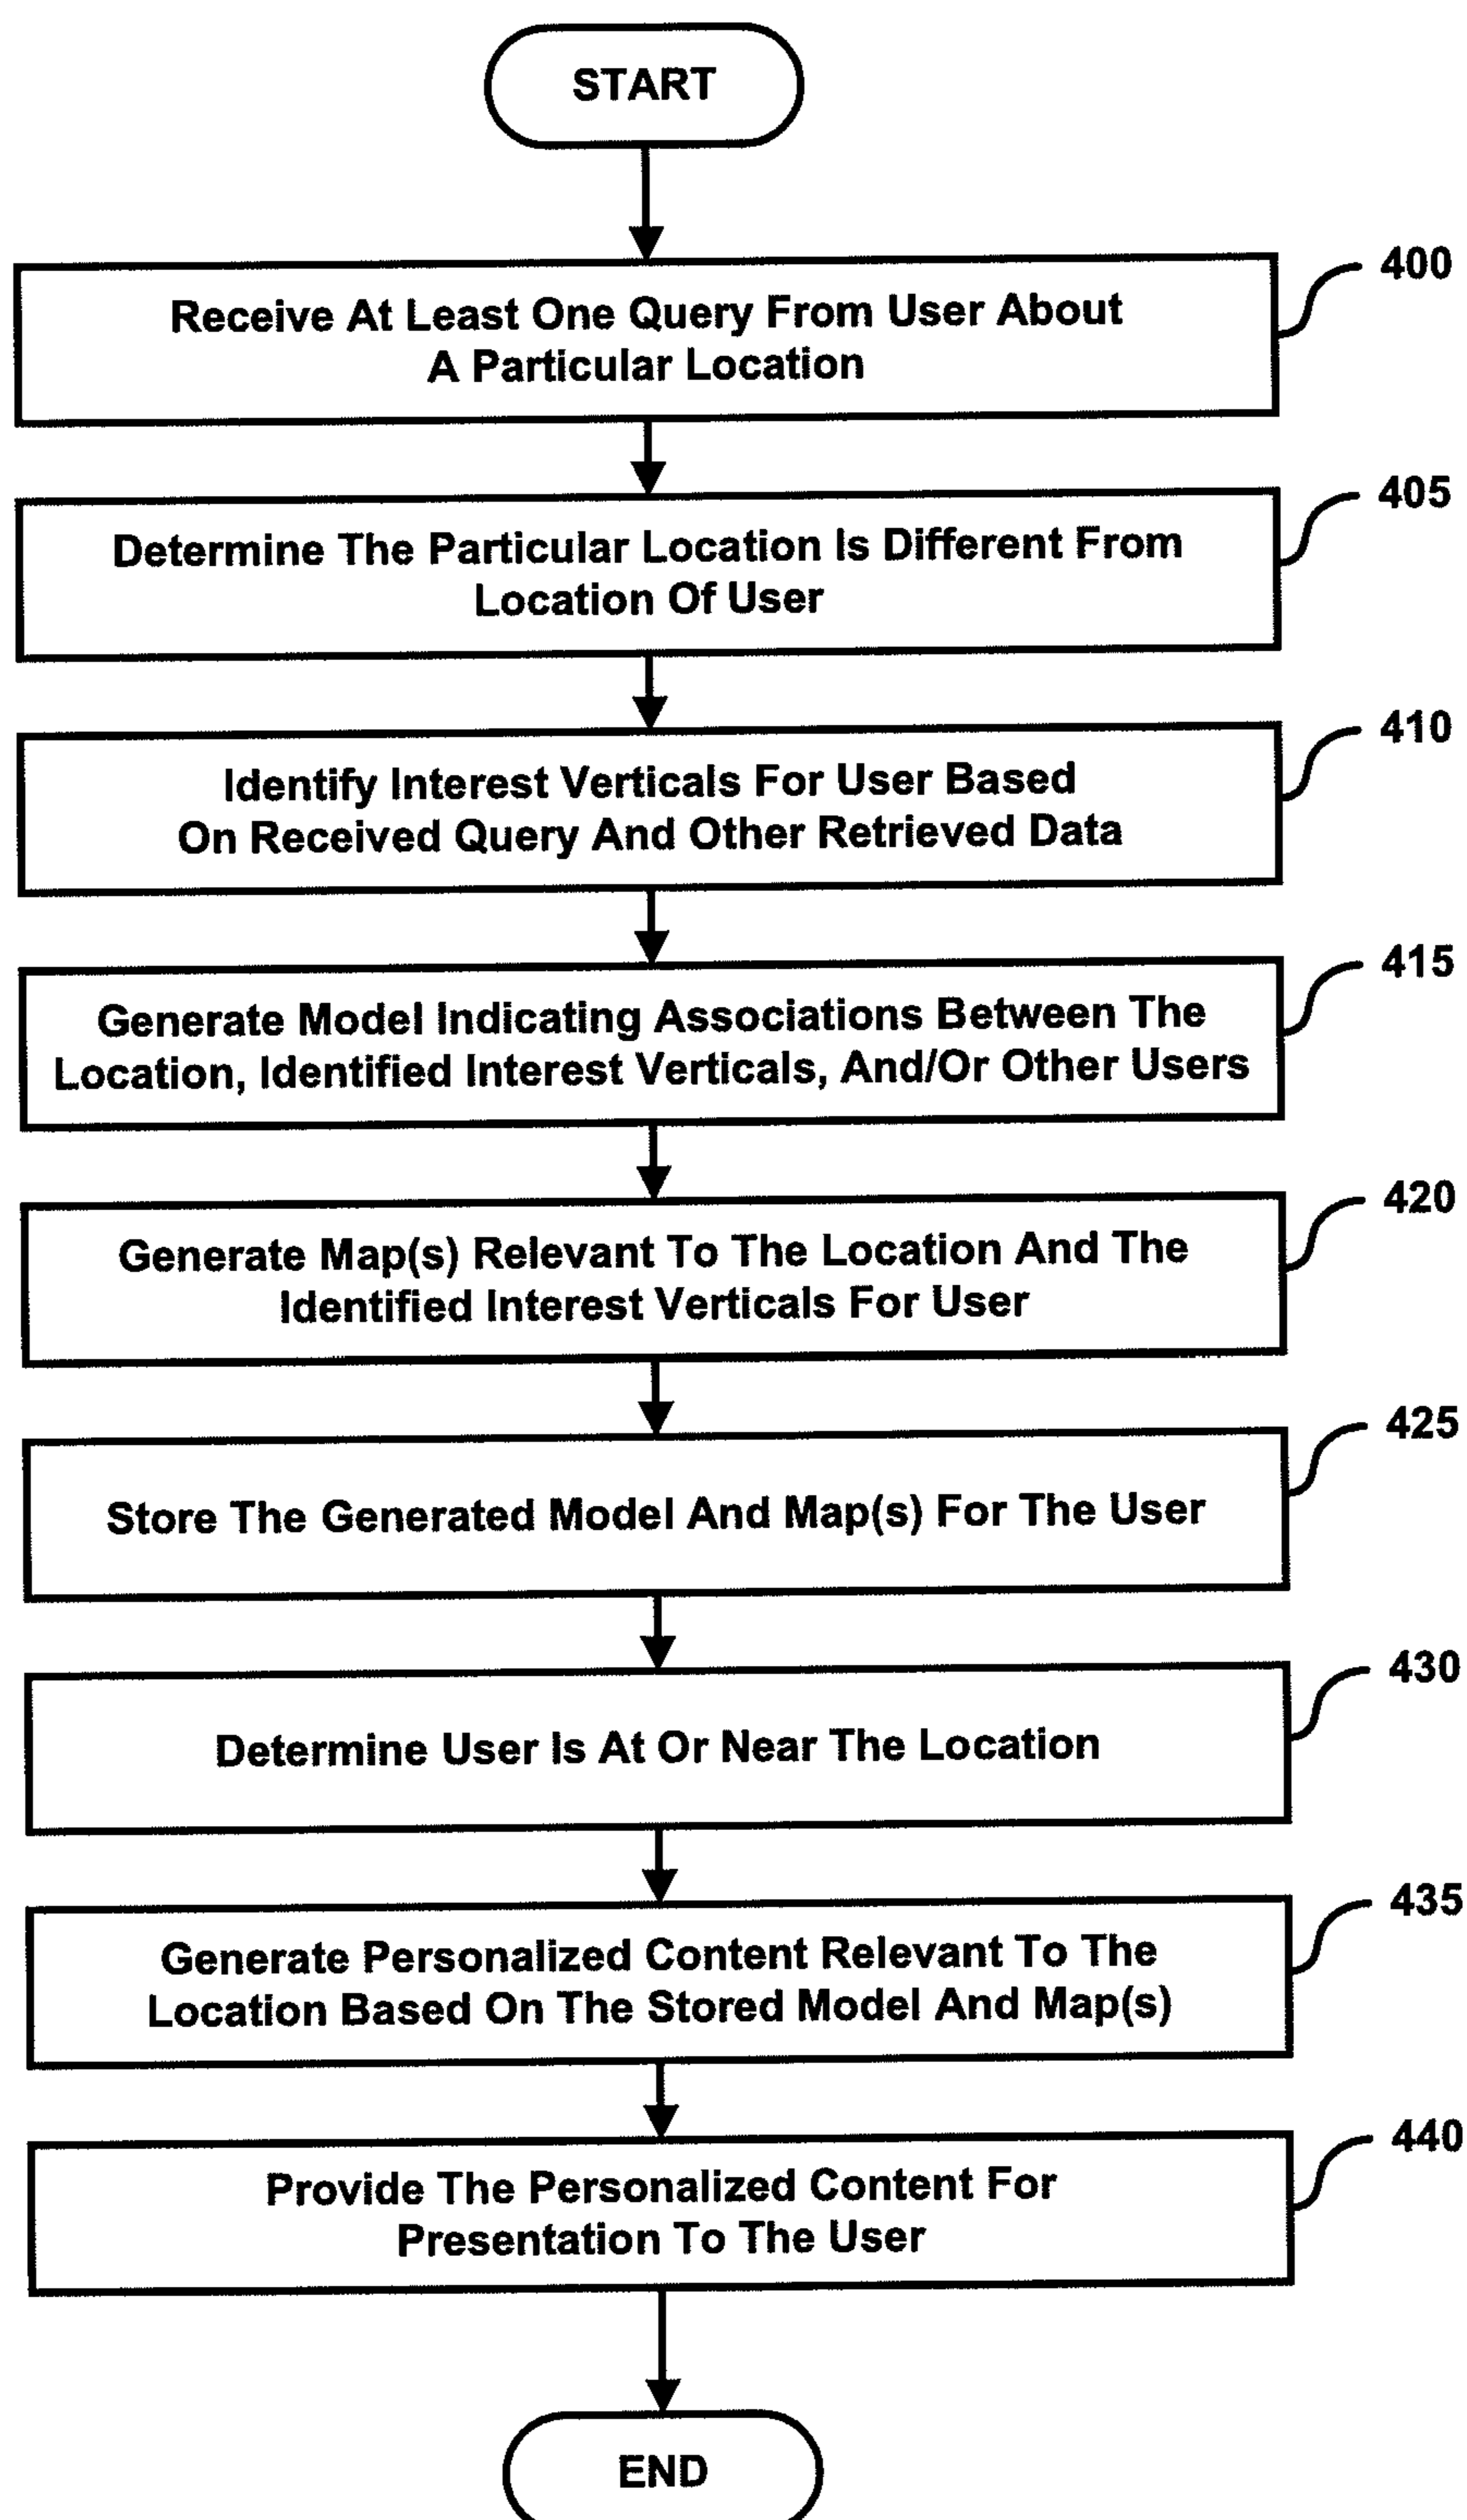 START
400
Receive At Least One Query From User About
A Particular Location
405
Determine The Particular Location Is Different From
Location Of User
410
Identify Interest Verticals For User Based
On Received Query And Other Retrieved Data
415
Generate Model Indicating Associations Between The
Location, Identified Interest Verticals, And/Or Other Users
420
Generate Map(s) Relevant To The Location And The
Identified Interest Verticals For User
425
Store The Generated Model And Map(s) For The User
430
Determine User Is At Or Near The Location
435
Generate Personalized Content Relevant To The
Location Based On The Stored Model And Map(s)
440
Provide The Personalized Content For
Presentation To The User
END